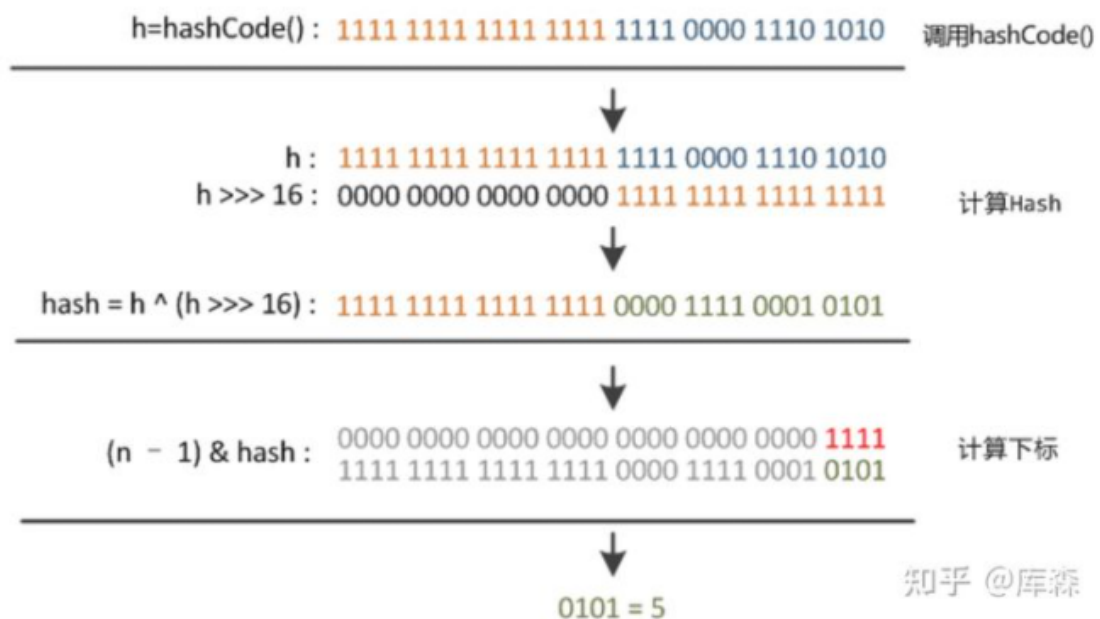 h=hashCode() : 1111 1111 1111 1111 1111 0000 1110 1010 调用hashCode()
h : 1111 1111 1111 1111 1111 0000 1110 1010
h >>> 16 : 0000 0000 0000 0000 1111 1111 1111 1111
计算Hash
hash = h ^ (h >>> 16) : 1111 1111 1111 1111 0000 1111 0001 0101
0000 0000 0000 0000 0000 0000 0000 1111
(n - 1) & hash : 计算下标
1111 1111 1111 1111 0000 1111 0001 0101
0101 = 5
知乎 @库森